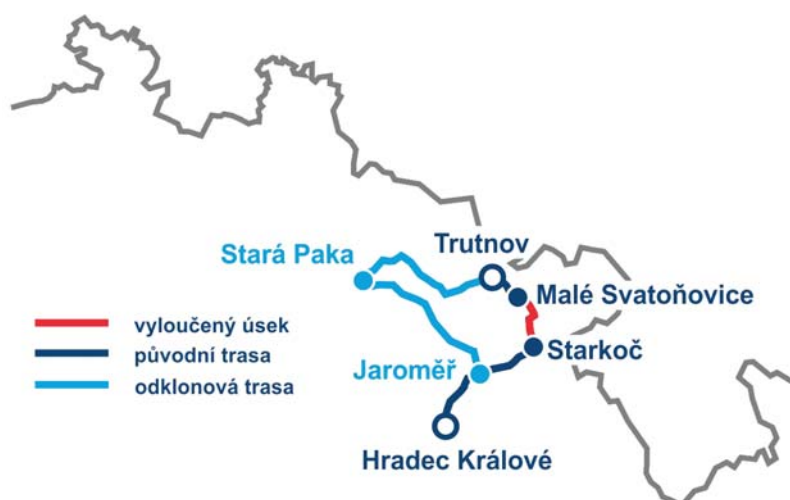 Trutnov
Stará Paka
Malé Svatoňovice
vyloučený úsek
Starkoč
původní trasa
Jaroměř
odklonová trasa
Hradec Králové